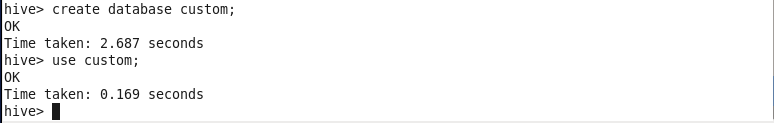 hive> create database custom;
OK
Time taken: 2.687 seconds
hive> use custom;
OK
Time taken: 0.169 seconds
hive>